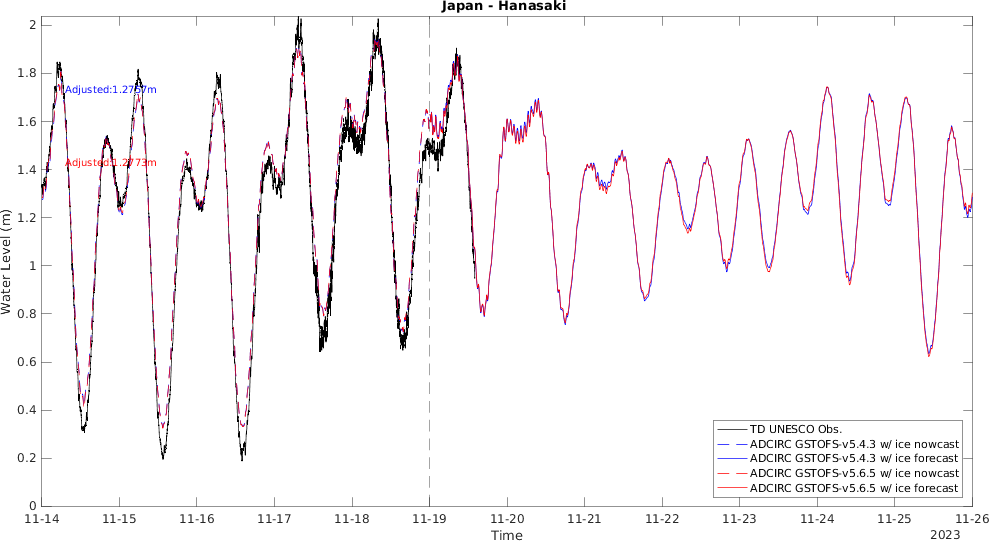 Japan - Hanasaki
2
1.8
1.6
1.4
1.2
1
0.8
0.6
0.4
0.2
0
Water Level (m)
Adjusted:1.2767m
Adjusted:1.2773m
TD UNESCO Obs.
ADCIRC GSTOFS-v5.4.3 w/ ice nowcast
ADCIRC GSTOFS-v5.4.3 w/ ice forecast
ADCIRC GSTOFS-v5.6.5 w/ ice nowcast
ADCIRC GSTOFS-v5.6.5 w/ ice forecast
11-14 11-15 11-16 11-17 11-18 11-19 11-20 11-21 11-22 11-23 11-24 11-25 11-26
Time
2023